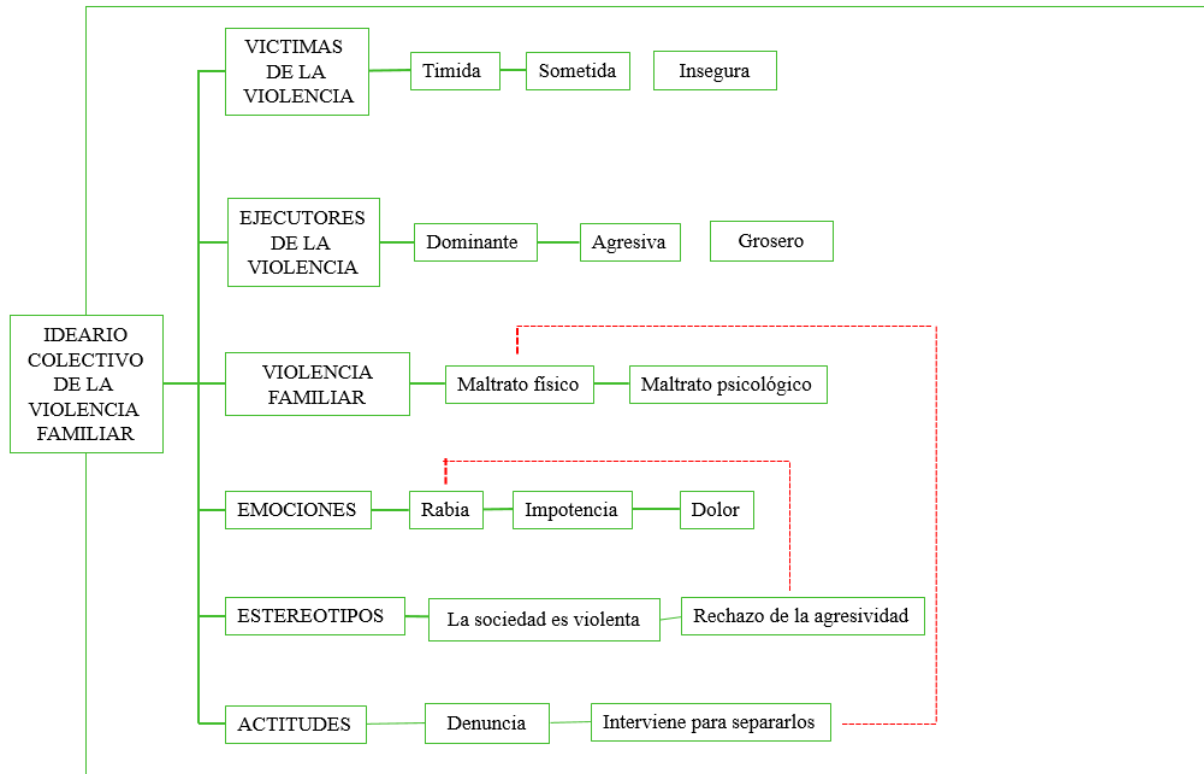 VICTIMAS
DE LA
VIOLENCIA
Timida
Sometida
Insegura
EJECUTORES
DE LA
VIOLENCIA
Dominante
Agresiva
Grosero
IDEARIO
COLECTIVO
DE LA
VIOLENCIA
FAMILIAR
VIOLENCIA
FAMILIAR
Maltrato físico
Maltrato psicológico
EMOCIONES
Rabia
Impotencia
Dolor
ESTEREOTIPOS
La sociedad es violenta
Rechazo de la agresividad
ACTITUDES
Denuncia
Interviene para separarlos